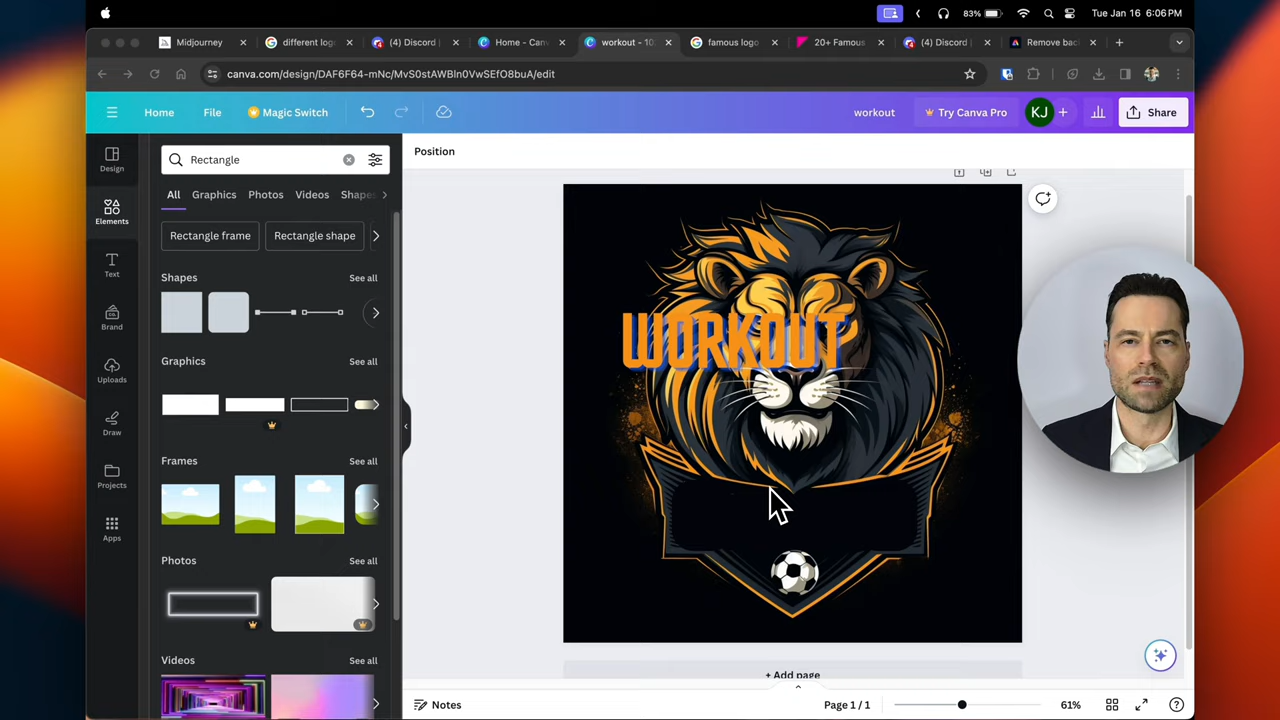 83%
Tue Jan 16 6:06 PM
Midjourney
different log
(4) Discord |
Home - Canv
workout - 10
famous logo
20+ Famous
(4) Discord |
Remove bac
canva.com/design/DAF6F64-mNc/MvS0stAWBln0VwSEfO8buA/edit
Home
File
Magic Switch
workout
Try Canva Pro
KJ
Share
Design
Elements
Text
Brand
Uploads
Draw
Projects
Apps
Rectangle
All
Graphics
Photos
Videos
Shapes
Rectangle frame
Rectangle shape
Shapes
See all
Graphics
See all
Frames
See all
Photos
See all
Videos
See all
Position
WORKOUT
+ Add page
Notes
Page 1 / 1
61%